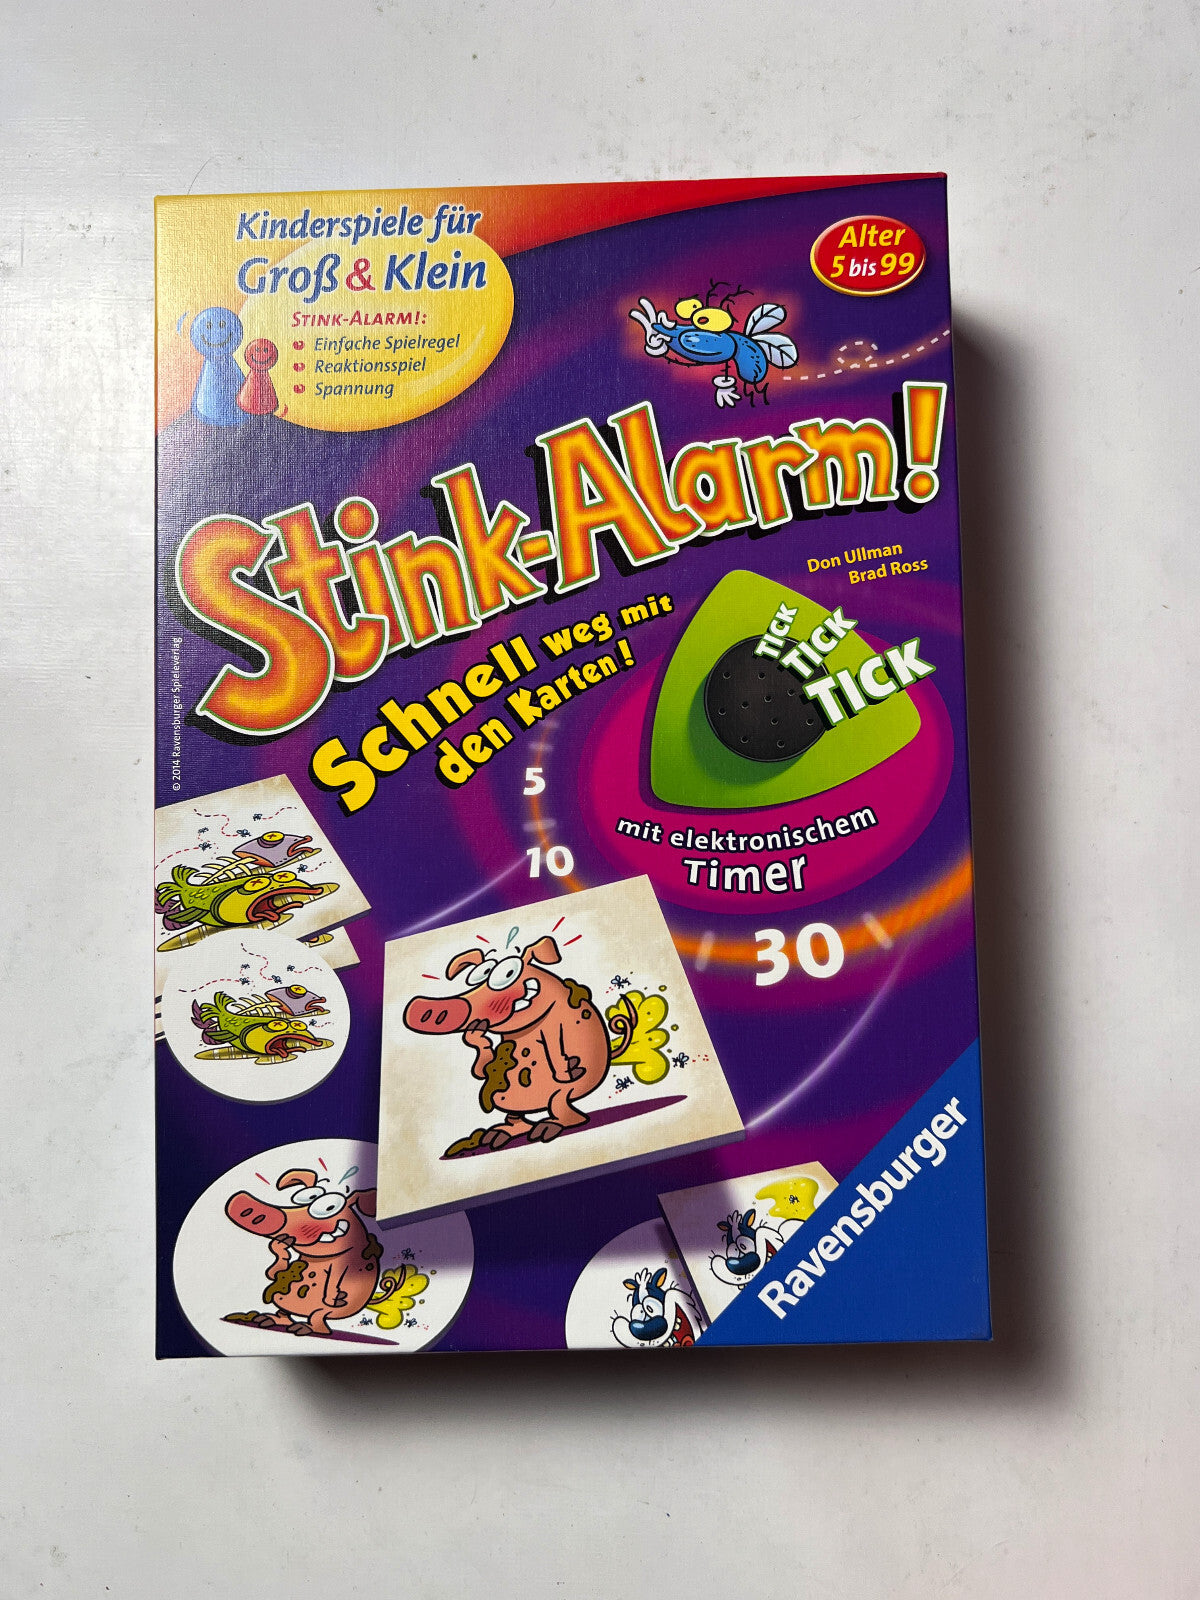 Kinderspiele für
Groß & Klein
STINK-ALARM!:
Einfache Spielregel
Reaktionsspiel
Spannung
Alter
5 bis 99
Stink-Alarm!
Don Ullman
Brad Ross
Schnell weg mit
den Karten!
TICK
TICK
TICK
mit elektronischem
Timer
5
10
30
© 2014 Ravensburger Spieleverlag
Ravensburger